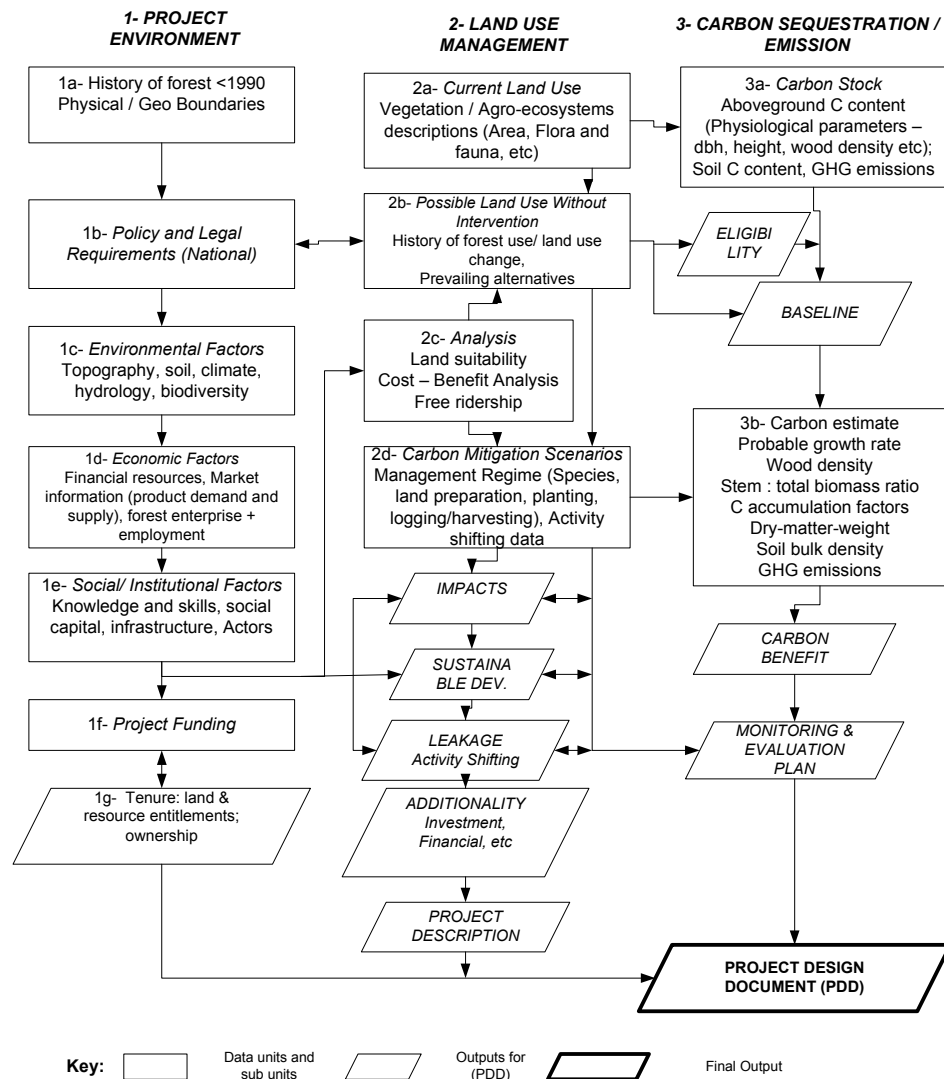 1- PROJECT
ENVIRONMENT
2- LAND USE
MANAGEMENT
3- CARBON SEQUESTRATION /
EMISSION
1a- History of forest <1990
Physical / Geo Boundaries
1b- Policy and Legal
Requirements (National)
1c- Environmental Factors
Topography, soil, climate,
hydrology, biodiversity
1d- Economic Factors
Financial resources, Market
information (product demand and
supply), forest enterprise +
employment
1e- Social/ Institutional Factors
Knowledge and skills, social
capital, infrastructure, Actors
1f- Project Funding
1g- Tenure: land &
resource entitlements;
ownership
2a- Current Land Use
Vegetation / Agro-ecosystems
descriptions (Area, Flora and
fauna, etc)
2b- Possible Land Use Without
Intervention
History of forest use/ land use
change,
Prevailing alternatives
2c- Analysis
Land suitability
Cost – Benefit Analysis
Free ridership
2d- Carbon Mitigation Scenarios
Management Regime (Species,
land preparation, planting,
logging/harvesting), Activity
shifting data
IMPACTS
SUSTAINA
BLE DEV.
LEAKAGE
Activity Shifting
ADDITIONALITY
Investment,
Financial, etc
PROJECT
DESCRIPTION
3a- Carbon Stock
Aboveground C content
(Physiological parameters –
dbh, height, wood density etc);
Soil C content, GHG emissions
ELIGIBI
LITY
BASELINE
3b- Carbon estimate
Probable growth rate
Wood density
Stem : total biomass ratio
C accumulation factors
Dry-matter-weight
Soil bulk density
GHG emissions
CARBON
BENEFIT
MONITORING &
EVALUATION
PLAN
PROJECT DESIGN
DOCUMENT (PDD)
Key:
Data units and
sub units
Outputs for
(PDD)
Final Output